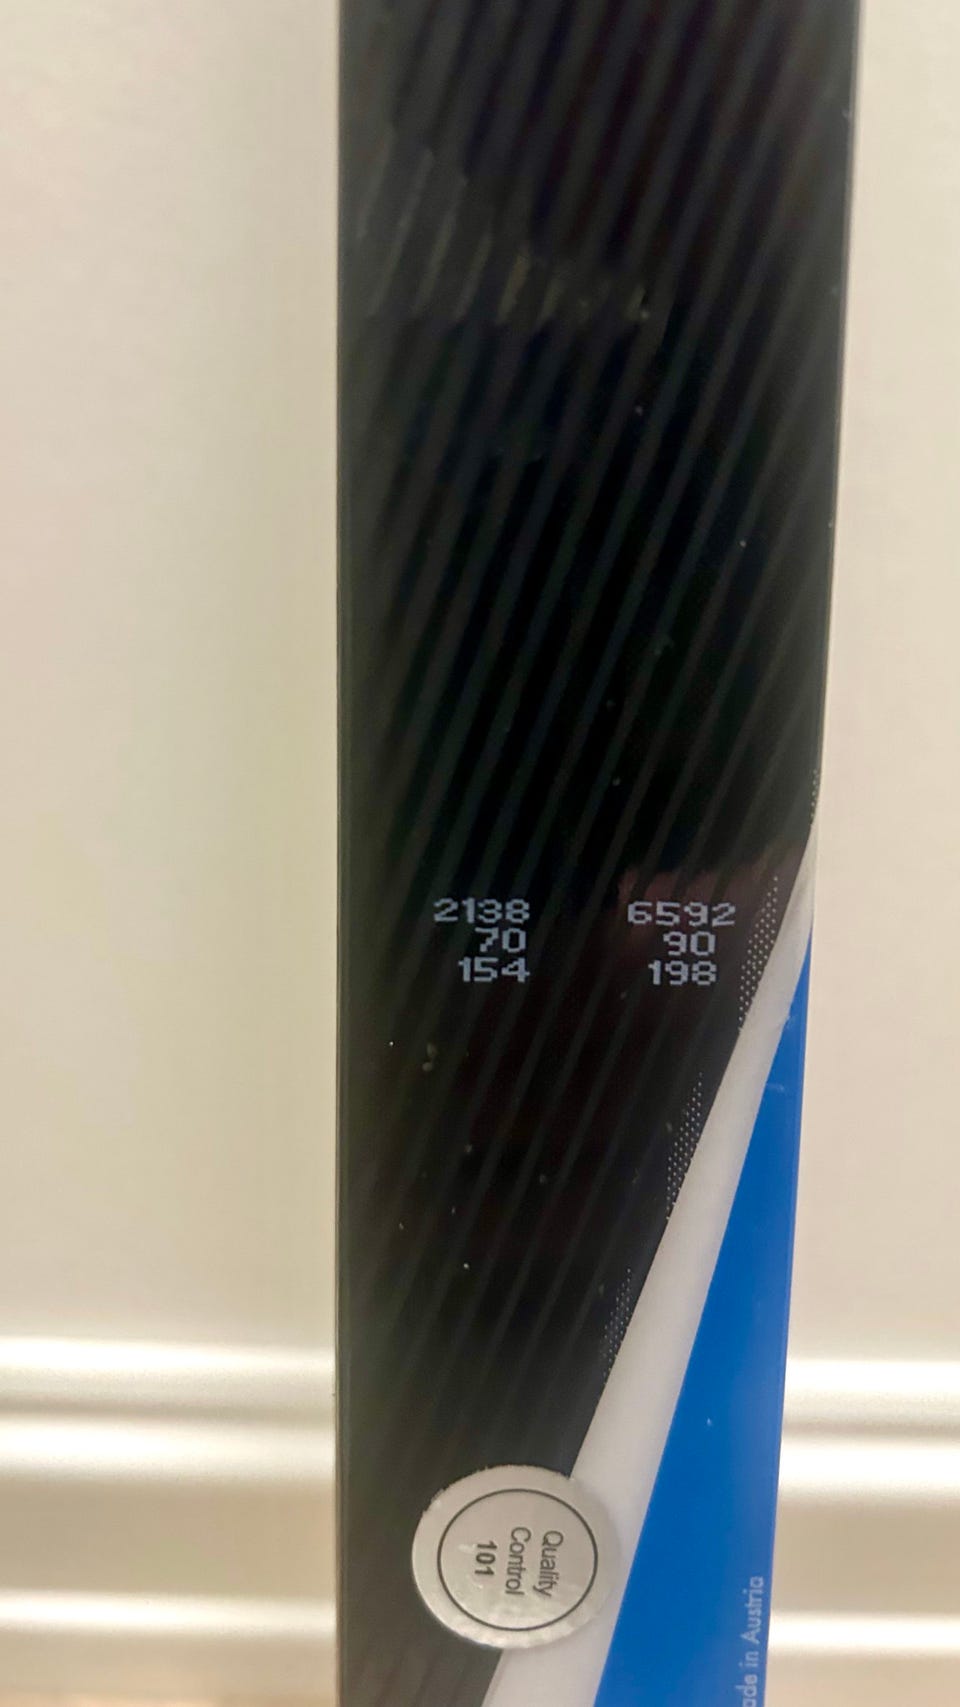 2138
70
154
6592
90
198
Quality
Control
101
ade in Austria